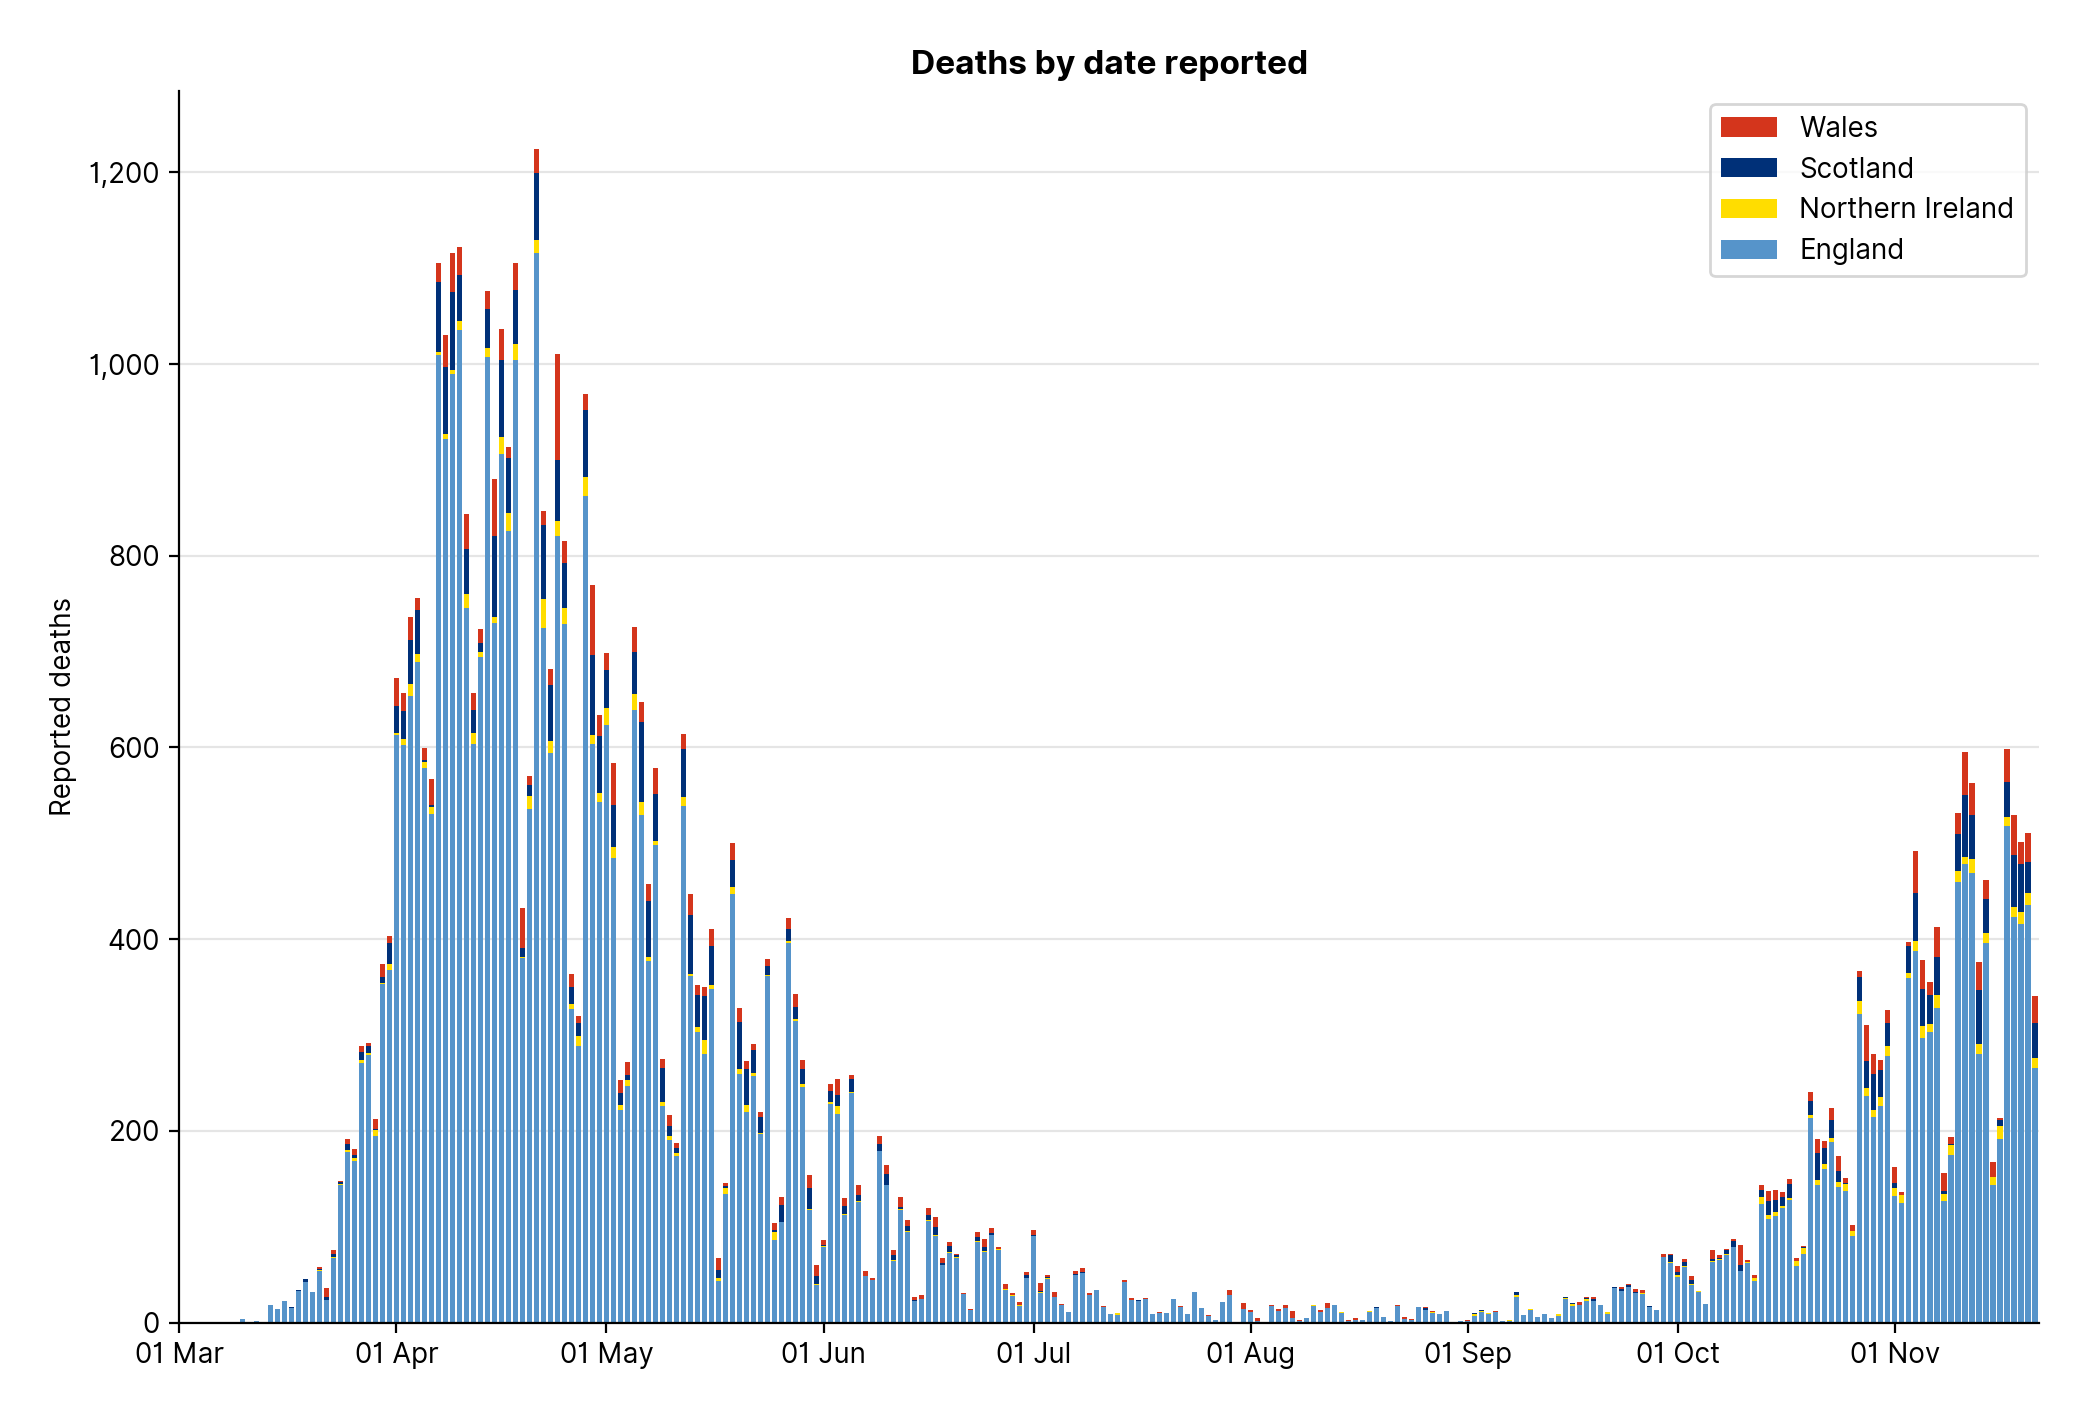 Deaths by date reported
Wales
Scotland
Northern Ireland
England
Reported deaths
1,200
1,000
800
600
400
200
0
01 Mar
01 Apr
01 May
01 Jun
01 Jul
01 Aug
01 Sep
01 Oct
01 Nov